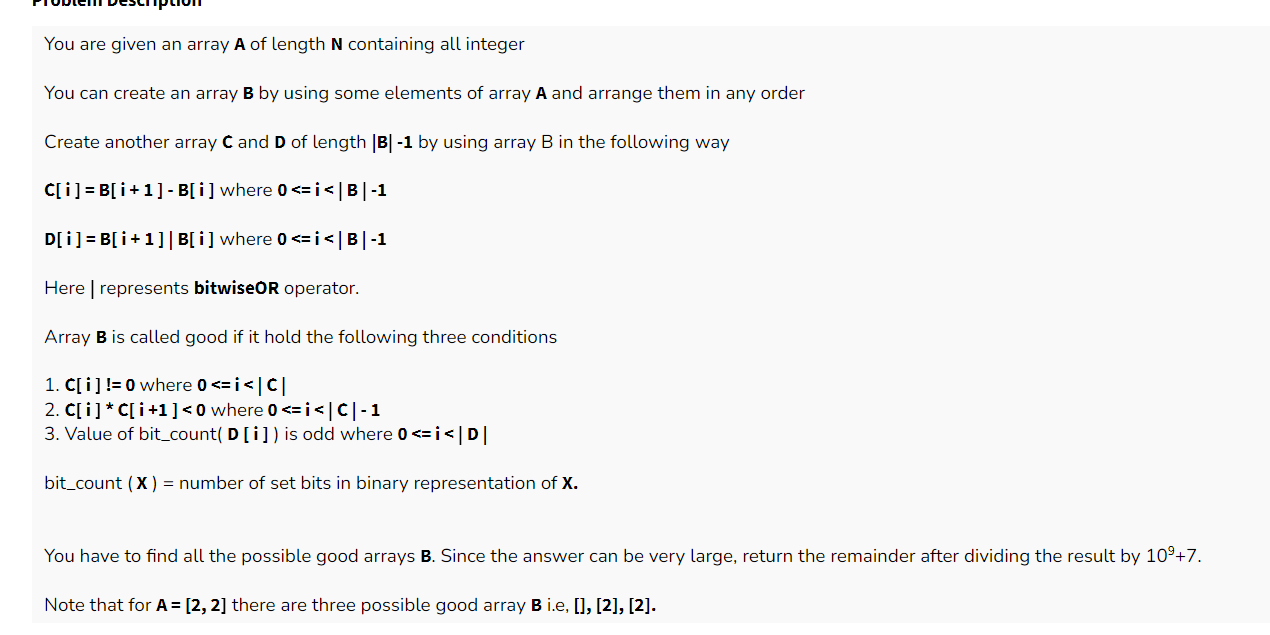 Problem Description
You are given an array A of length N containing all integer
You can create an array B by using some elements of array A and arrange them in any order
Create another array C and D of length |B| -1 by using array B in the following way
C[ i ] = B[ i + 1 ] - B[ i ] where 0 <= i < | B | -1
D[ i ] = B[ i + 1 ] | B[ i ] where 0 <= i < | B | -1
Here | represents bitwiseOR operator.
Array B is called good if it hold the following three conditions
1. C[ i ] != 0 where 0 <= i < | C |
2. C[ i ] * C[ i +1 ] < 0 where 0 <= i < | C | - 1
3. Value of bit_count( D [ i ] ) is odd where 0 <= i < | D |
bit_count ( X ) = number of set bits in binary representation of X.
You have to find all the possible good arrays B. Since the answer can be very large, return the remainder after dividing the result by 10⁹+7.
Note that for A = [2, 2] there are three possible good array B i.e, [], [2], [2].